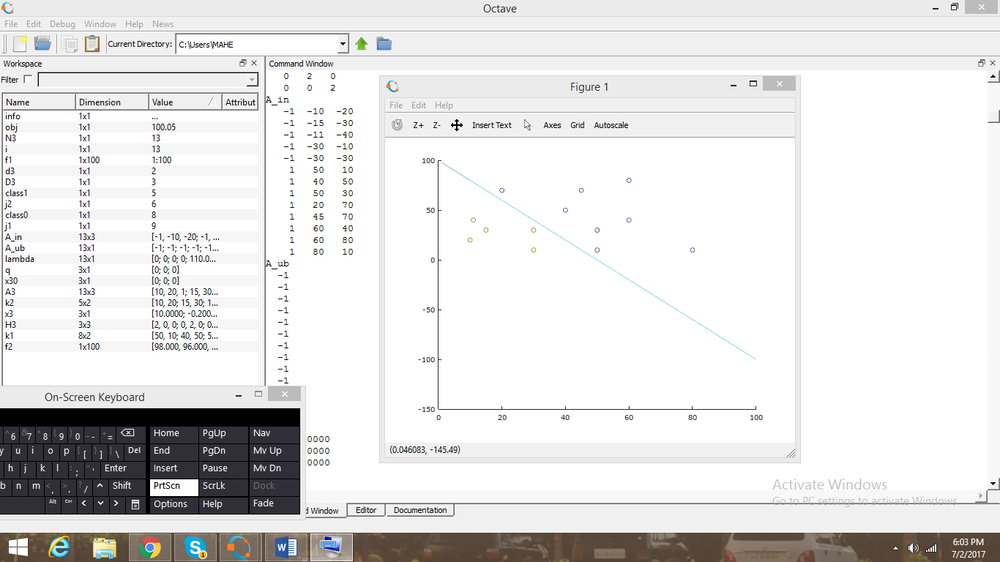 Octave
File Edit Debug Window Help News
Current Directory: C:\Users\MAHE
Workspace
Filter
Name Dimension Value Attribut
info 1x1 ...
obj 1x1 100.05
N3 1x1 13
i 1x1 13
f1 1x100 1:100
d3 1x1 2
D3 1x1 3
class1 1x1 5
j2 1x1 6
class0 1x1 8
j1 1x1 9
A_in 13x3 [-1, -10, -20; -1, ...
A_ub 13x1 [-1; -1; -1; -1; -1...
lambda 13x1 [0; 0; 0; 0; 110.0...
q 3x1 [0; 0; 0]
x30 3x1 [0; 0; 0]
A3 13x3 [10, 20, 1; 15, 30...
k2 5x2 [10, 20; 15, 30; 1...
x3 3x1 [10.0000; -0.200...
H3 3x3 [2, 0, 0; 0, 2, 0; 0...
k1 8x2 [50, 10; 40, 50; 5...
f2 1x100 [98.000, 96.000, ...
Command Window
0 2 0
0 0 2
A_in
-1 -10 -20
-1 -15 -30
-1 -11 -40
-1 -30 -10
-1 -30 -30
1 50 10
1 40 50
1 50 30
1 20 70
1 45 70
1 60 40
1 60 80
1 80 10
A_ub
-1
-1
-1
-1
-1
-1
-1
-1
-1
-1
0000
0000
0000
d Window Editor Documentation
Figure 1
File Edit Help
Z+ Z- Insert Text Axes Grid Autoscale
100
50
0
-50
-100
-150
0 20 40 60 80 100
(0.046083, -145.49)
On-Screen Keyboard
^ 6 & 7 * 8 ( 9 ) 0 _ - + = Home PgUp Nav
y u i o p { [ } ] | \ Del End PgDn Mv Up
h j k l : ; " ' Enter Insert Pause Mv Dn
b n m < , > . ? / ^ Shift PrtScn ScrLk Dock
Alt Ctrl < > Options Help Fade
Activate Windows
Go to PC settings to activate Windows.
6:03 PM
7/2/2017